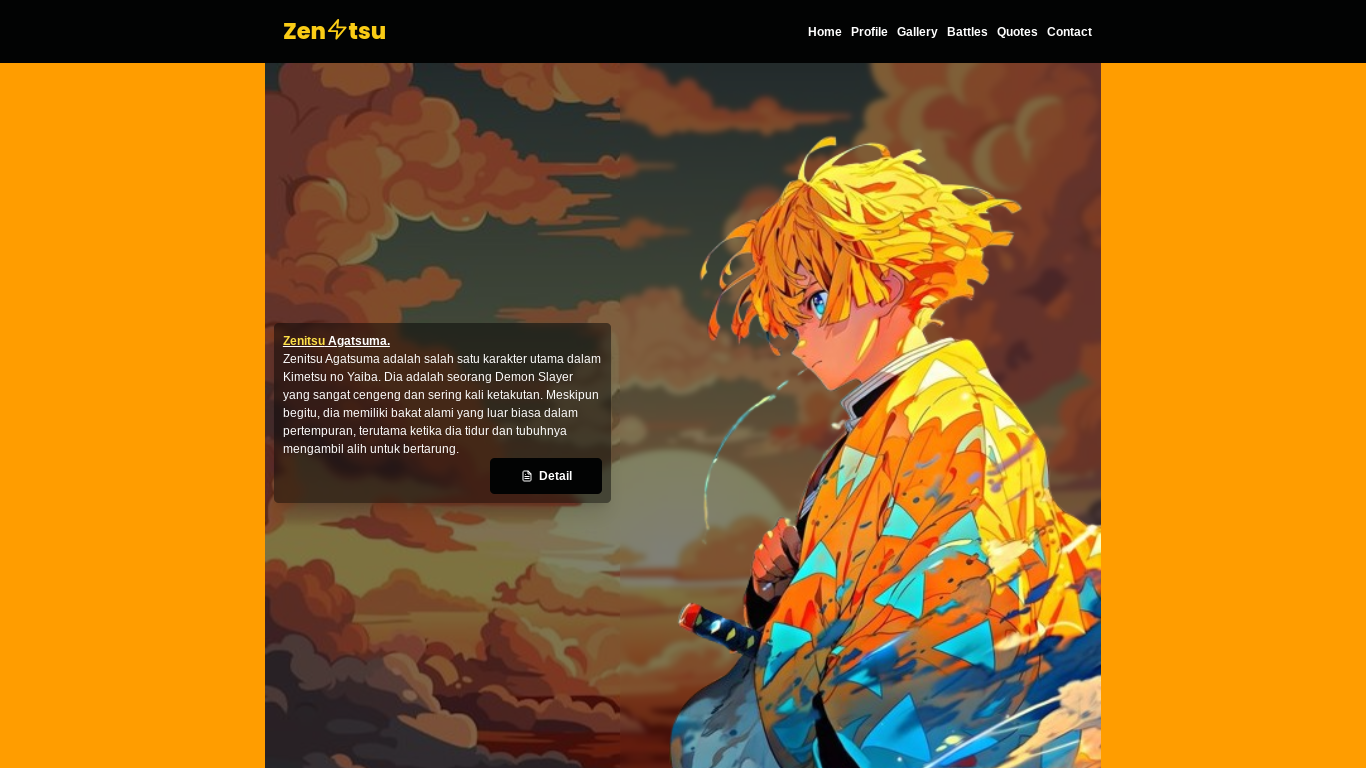 Zen⚡tsu
Home Profile Gallery Battles Quotes Contact
Zenitsu Agatsuma.
Zenitsu Agatsuma adalah salah satu karakter utama dalam
Kimetsu no Yaiba. Dia adalah seorang Demon Slayer
yang sangat cengeng dan sering kali ketakutan. Meskipun
begitu, dia memiliki bakat alami yang luar biasa dalam
pertempuran, terutama ketika dia tidur dan tubuhnya
mengambil alih untuk bertarung.
Detail